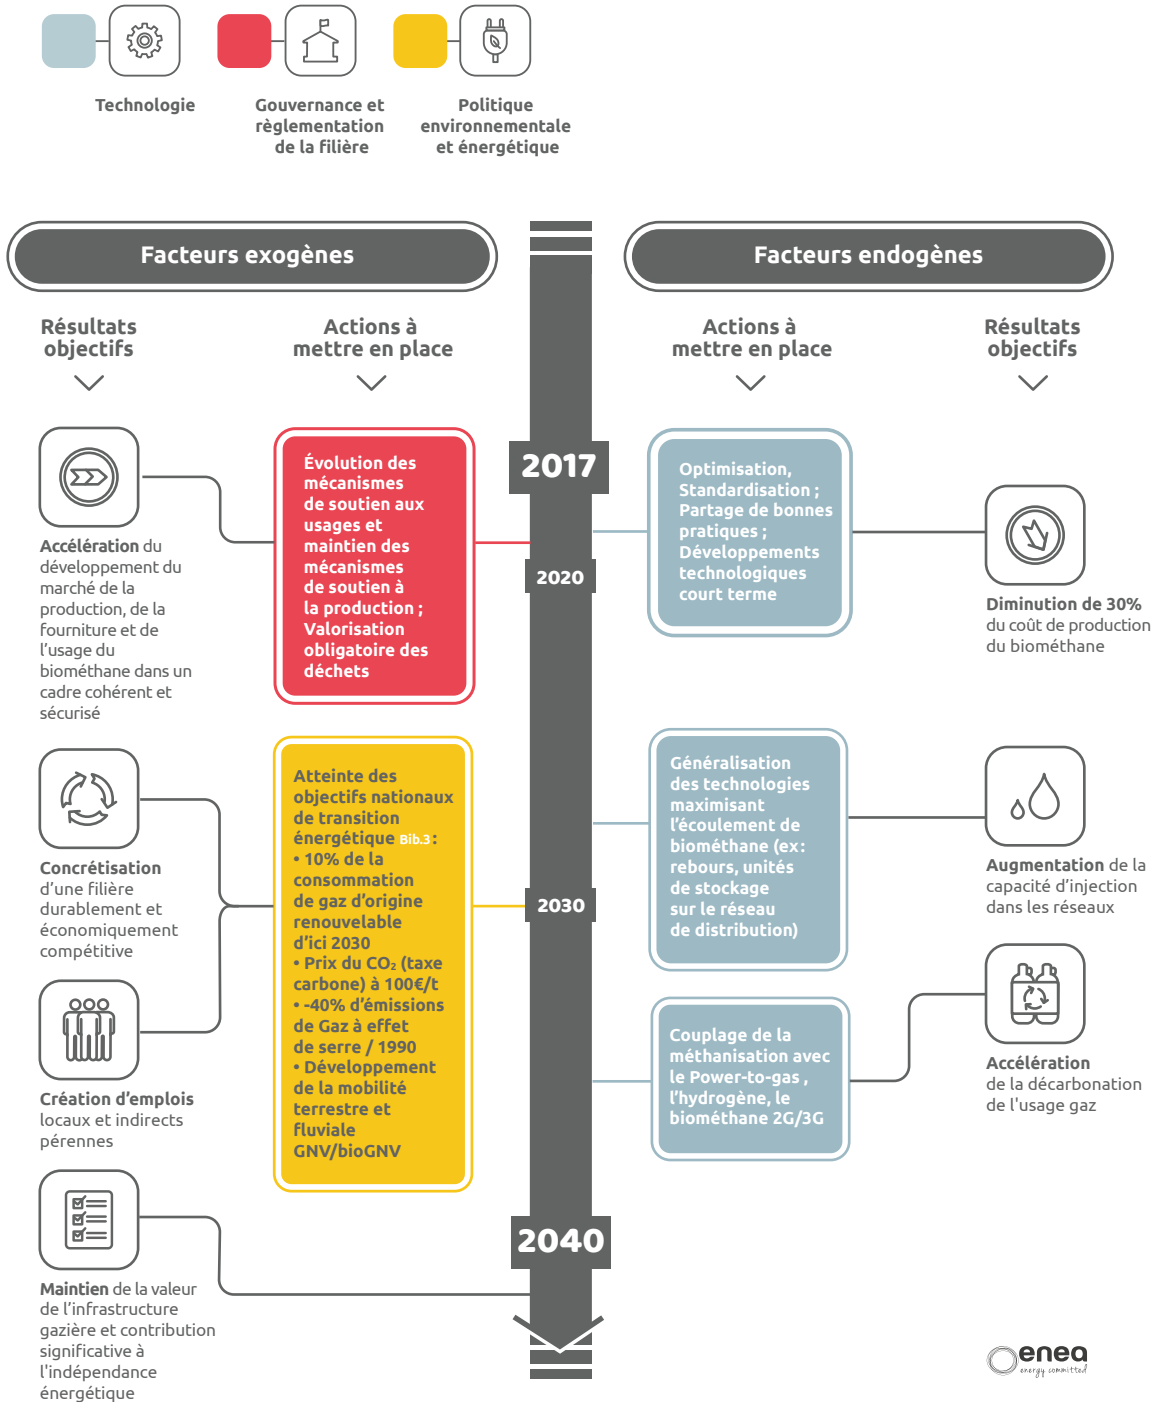 Technologie
Gouvernance et
règlementation
de la filière
Politique
environnementale
et énergétique
Facteurs exogènes
Facteurs endogènes
Résultats
objectifs
Actions à
mettre en place
Actions à
mettre en place
Résultats
objectifs
Accélération du
développement du
marché de la
production, de la
fourniture et de
l'usage du
biométhane dans un
cadre cohérent et
sécurisé
Évolution des
mécanismes
de soutien aux
usages et
maintien des
mécanismes
de soutien à
la production ;
Valorisation
obligatoire des
déchets
2017
2020
Optimisation,
Standardisation ;
Partage de bonnes
pratiques ;
Développements
technologiques
court terme
Diminution de 30%
du coût de production
du biométhane
Concrétisation
d'une filière
durablement et
économiquement
compétitive
Création d'emplois
locaux et indirects
pérennes
Atteinte des
objectifs nationaux
de transition
énergétique Bib.3 :
• 10% de la
consommation
de gaz d'origine
renouvelable
d'ici 2030
• Prix du CO₂ (taxe
carbone) à 100€/t
• -40% d'émissions
de Gaz à effet
de serre / 1990
• Développement
de la mobilité
terrestre et
fluviale
GNV/bioGNV
2030
Généralisation
des technologies
maximisant
l'écoulement de
biométhane (ex :
rebours, unités
de stockage
sur le réseau
de distribution)
Augmentation de la
capacité d'injection
dans les réseaux
Couplage de la
méthanisation avec
le Power-to-gas ,
l'hydrogène, le
biométhane 2G/3G
Accélération
de la décarbonation
de l'usage gaz
2040
Maintien de la valeur
de l'infrastructure
gazière et contribution
significative à
l'indépendance
énergétique
enea
energy committed